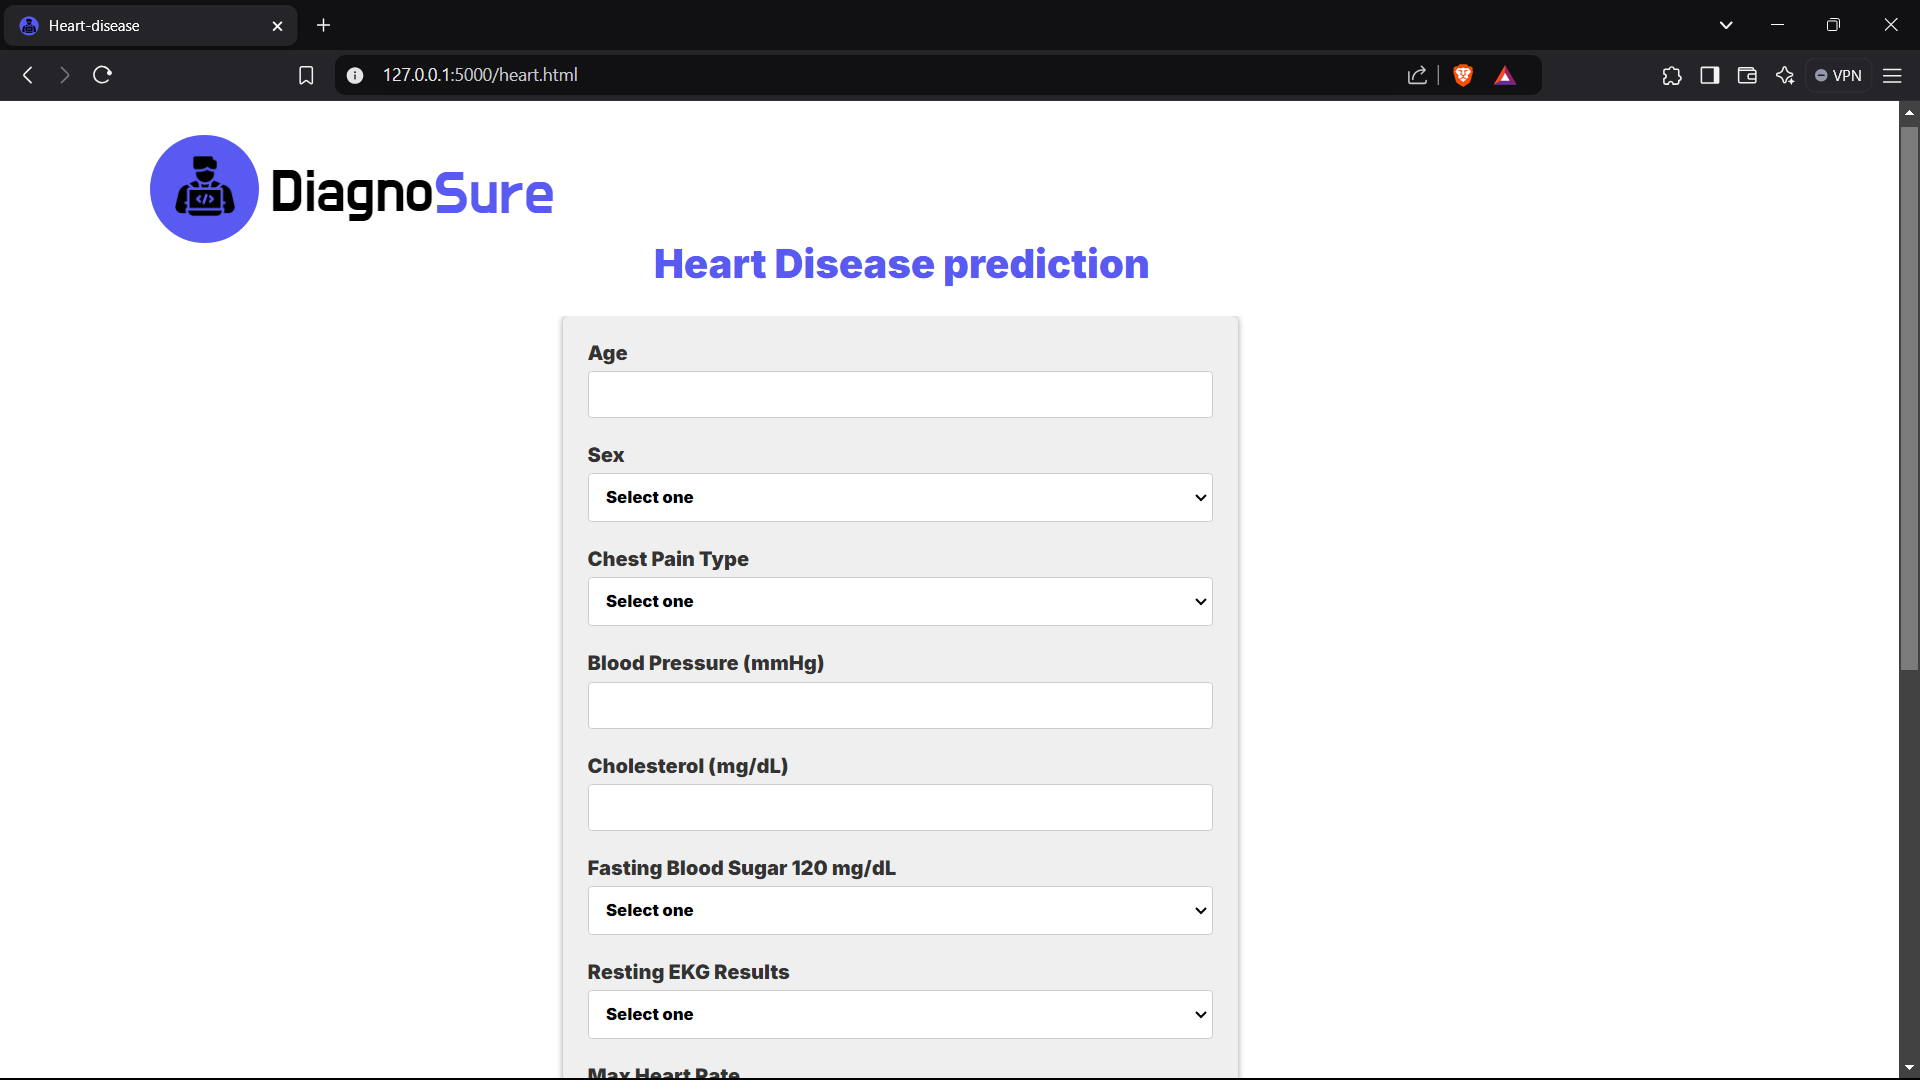 Heart-disease
127.0.0.1:5000/heart.html
VPN
</>
DiagnoSure
Heart Disease prediction
Age
Sex
Select one
Chest Pain Type
Select one
Blood Pressure (mmHg)
Cholesterol (mg/dL)
Fasting Blood Sugar 120 mg/dL
Select one
Resting EKG Results
Select one
Max Heart Rate